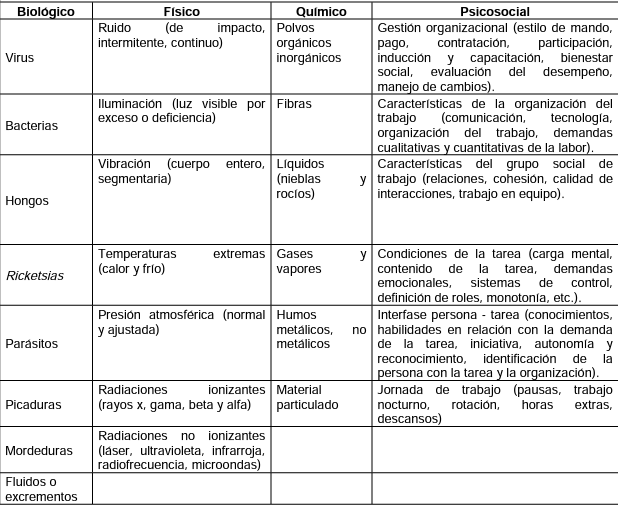 Biológico
Físico
Químico
Psicosocial
Virus
Ruido (de impacto,
intermitente, continuo)
Polvos
orgánicos
inorgánicos
Gestión organizacional (estilo de mando,
pago, contratación, participación,
inducción y capacitación, bienestar
social, evaluación del desempeño,
manejo de cambios).
Bacterias
Iluminación (luz visible por
exceso o deficiencia)
Fibras
Características de la organización del
trabajo (comunicación, tecnología,
organización del trabajo, demandas
cualitativas y cuantitativas de la labor).
Hongos
Vibración (cuerpo entero,
segmentaria)
Líquidos
(nieblas y
rocíos)
Características del grupo social de
trabajo (relaciones, cohesión, calidad de
interacciones, trabajo en equipo).
Ricketsias
Temperaturas extremas
(calor y frío)
Gases y
vapores
Condiciones de la tarea (carga mental,
contenido de la tarea, demandas
emocionales, sistemas de control,
definición de roles, monotonía, etc.).
Parásitos
Presión atmosférica (normal
y ajustada)
Humos
metálicos, no
metálicos
Interfase persona - tarea (conocimientos,
habilidades en relación con la demanda
de la tarea, iniciativa, autonomía y
reconocimiento, identificación de la
persona con la tarea y la organización).
Picaduras
Radiaciones ionizantes
(rayos x, gama, beta y alfa)
Material
particulado
Jornada de trabajo (pausas, trabajo
nocturno, rotación, horas extras,
descansos)
Mordeduras
Radiaciones no ionizantes
(láser, ultravioleta, infrarroja,
radiofrecuencia, microondas)
Fluidos o
excrementos